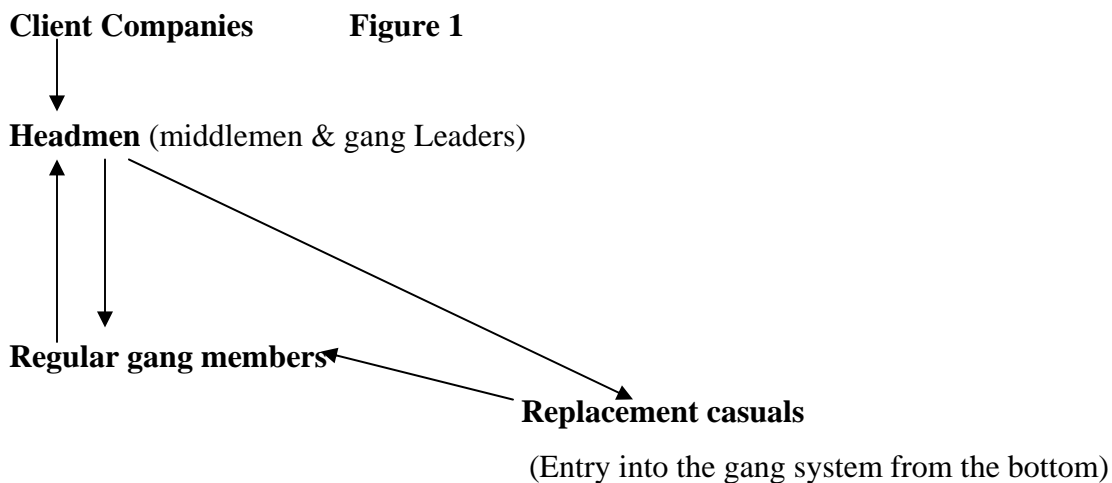 Client Companies Figure 1
Headmen (middlemen & gang Leaders)
Regular gang members
Replacement casuals
(Entry into the gang system from the bottom)